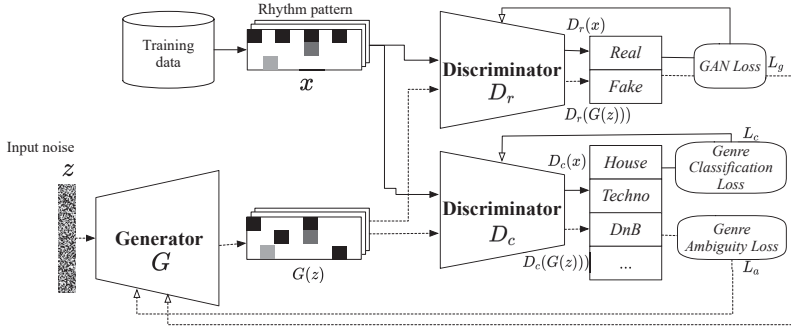 Rhythm pattern
Training
data
x
Input noise
z
Generator
G
G(z)
Discriminator
D_r
D_r(x)
D_r(G(z)))
Real
Fake
GAN Loss
L_g
Discriminator
D_c
D_c(x)
D_c(G(z)))
House
Techno
DnB
...
L_c
Genre
Classification
Loss
Genre
Ambiguity Loss
L_a